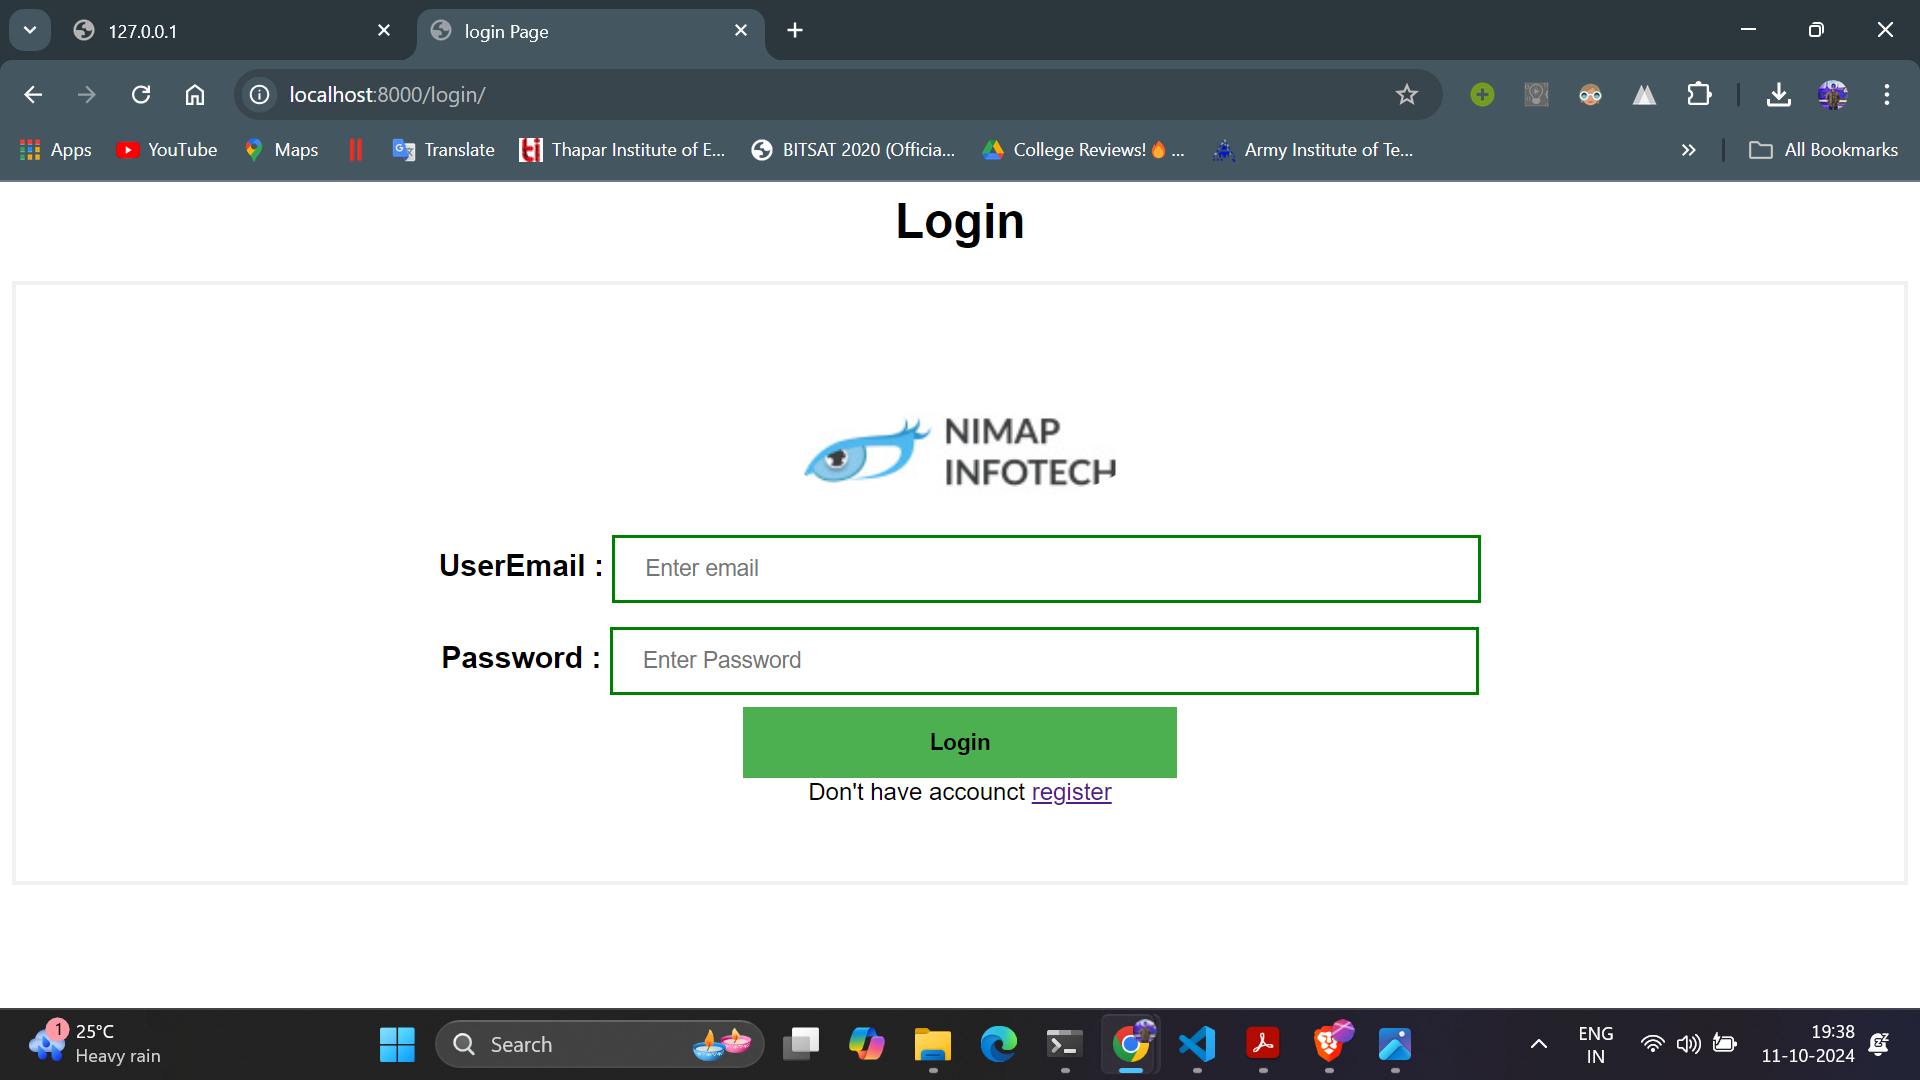 127.0.0.1
login Page
localhost:8000/login/
Apps
YouTube
Maps
Translate
Thapar Institute of E...
BITSAT 2020 (Officia...
College Reviews!🔥 ...
Army Institute of Te...
All Bookmarks
Login
NIMAP
INFOTECH
UserEmail :
Enter email
Password :
Enter Password
Login
Don't have accounct register
1
25°C
Heavy rain
Search
ENG
IN
19:38
11-10-2024